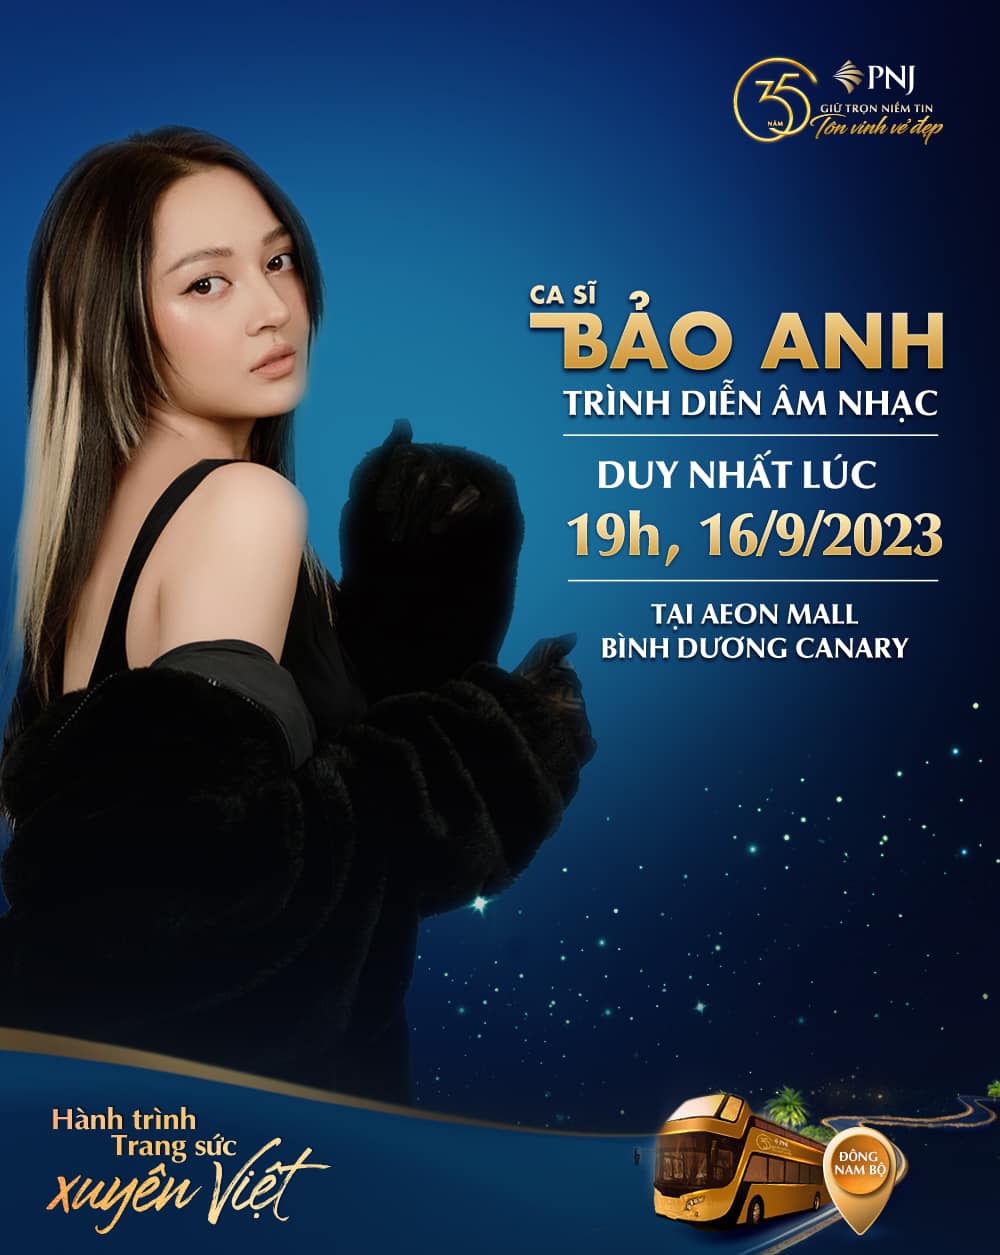 35
NĂM
PNJ
GIỮ TRỌN NIỀM TIN
Tôn vinh vẻ đẹp
CA SĨ
BẢO ANH
TRÌNH DIỄN ÂM NHẠC
DUY NHẤT LÚC
19h, 16/9/2023
TẠI AEON MALL
BÌNH DƯƠNG CANARY
Hành trình
Trang sức
xuyên Việt
35 PNJ
ĐÔNG
NAM BỘ